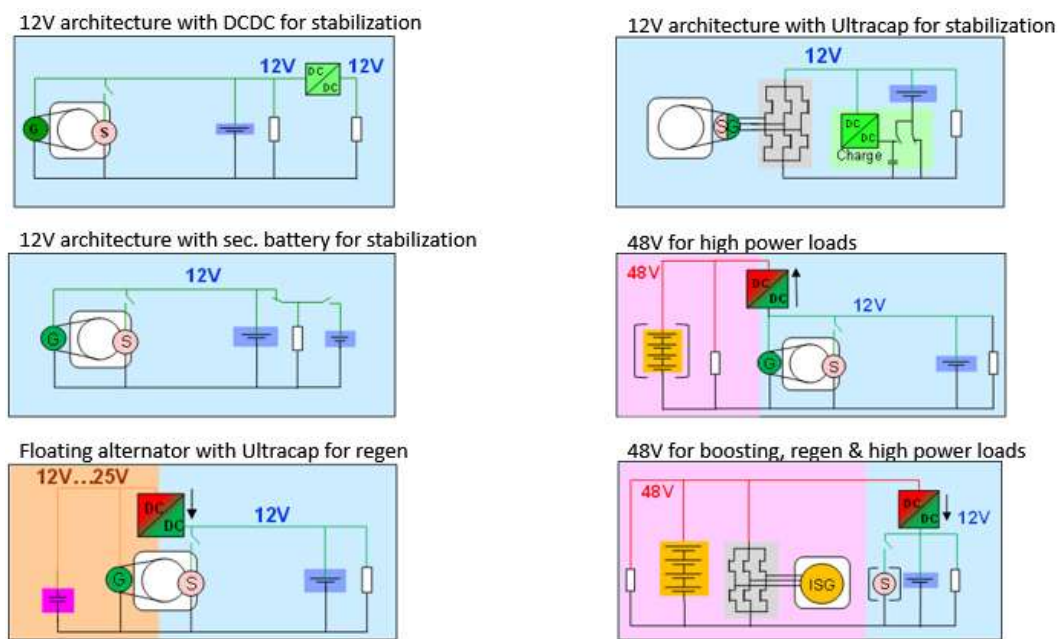 12V architecture with DCDC for stabilization
12V
DC
DC
12V
G
S
12V architecture with Ultracap for stabilization
12V
S
G
DC
DC
Charge
12V architecture with sec. battery for stabilization
12V
G
S
48V for high power loads
48V
DC
DC
12V
G
S
Floating alternator with Ultracap for regen
12V...25V
DC
DC
12V
G
S
48V for boosting, regen & high power loads
48V
DC
DC
12V
ISG
S